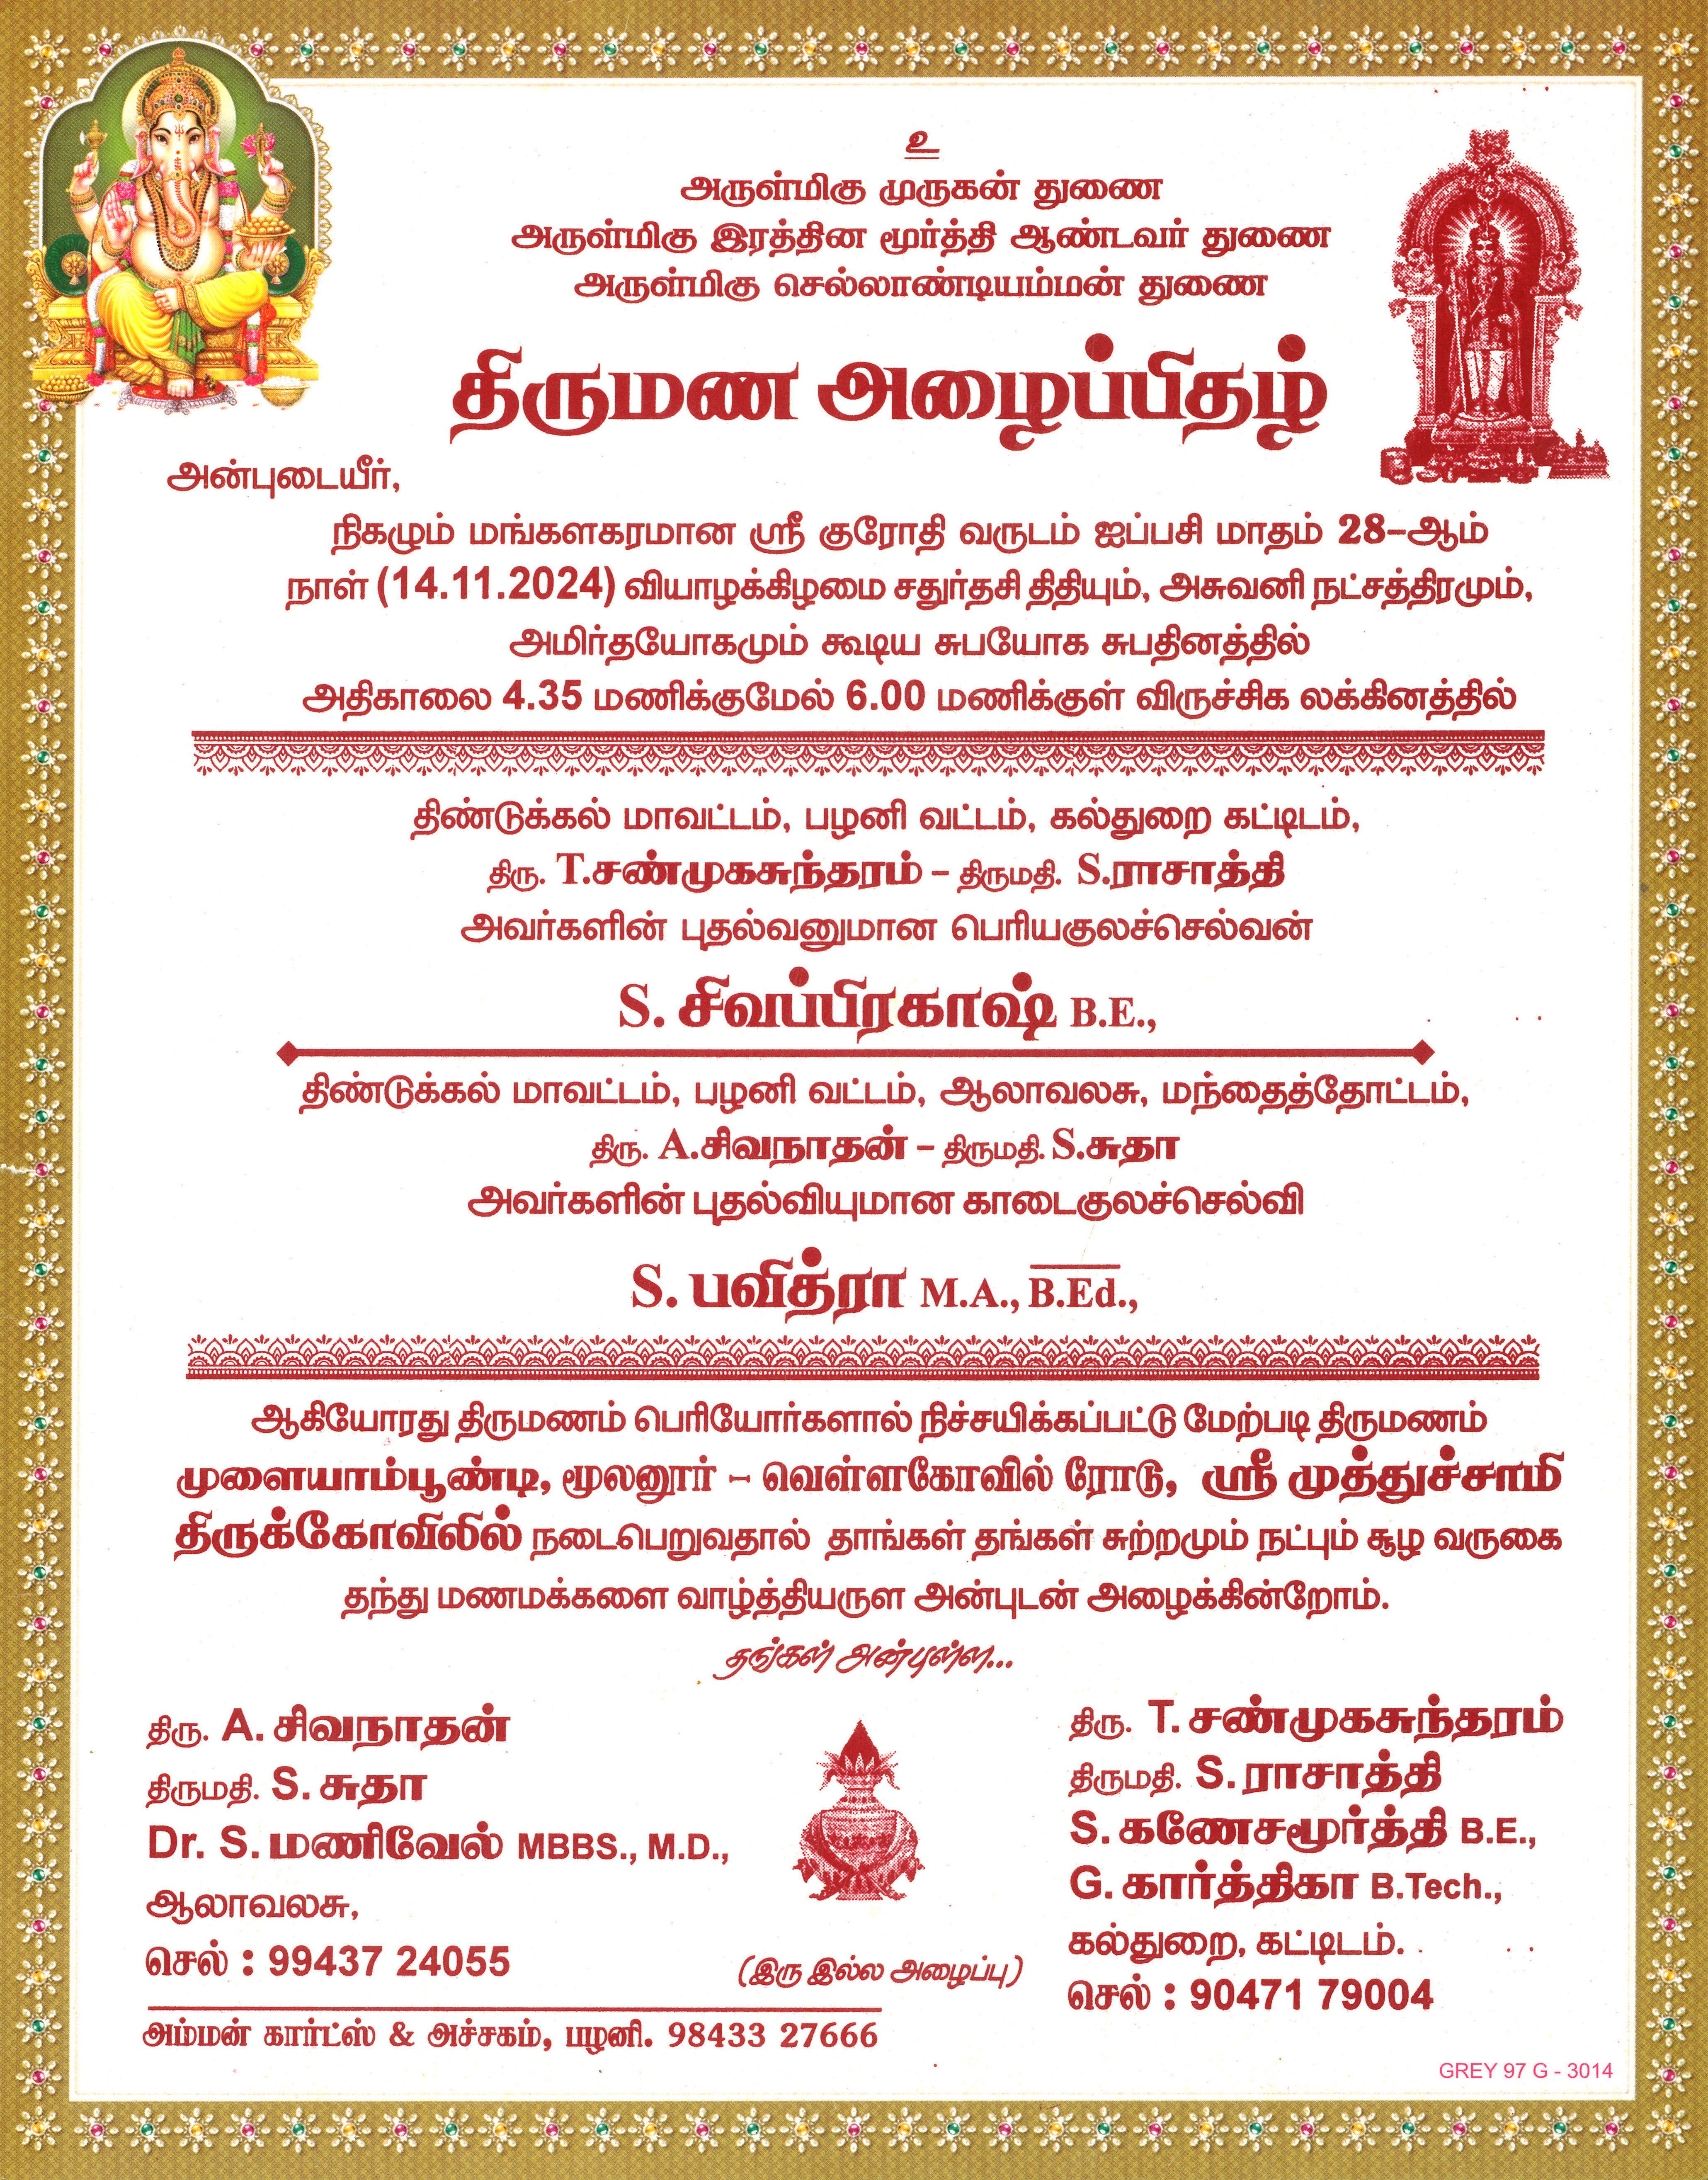 உ
அருள்மிகு முருகன் துணை
அருள்மிகு இரத்தின மூர்த்தி ஆண்டவர் துணை
அருள்மிகு செல்லாண்டியம்மன் துணை
திருமண அழைப்பிதழ்
அன்புடையீர்,
நிகழும் மங்களகரமான ஸ்ரீ குரோதி வருடம் ஐப்பசி மாதம் 28-ஆம்
நாள் (14.11.2024) வியாழக்கிழமை சதுர்தசி திதியும், அசுவனி நட்சத்திரமும்,
அமிர்தயோகமும் கூடிய சுபயோக சுபதினத்தில்
அதிகாலை 4.35 மணிக்குமேல் 6.00 மணிக்குள் விருச்சிக லக்கினத்தில்
திண்டுக்கல் மாவட்டம், பழனி வட்டம், கல்துறை கட்டிடம்,
திரு. T.சண்முகசுந்தரம் – திருமதி. S.ராசாத்தி
அவர்களின் புதல்வனுமான பெரியகுலச்செல்வன்
S. சிவப்பிரகாஷ் B.E.,
திண்டுக்கல் மாவட்டம், பழனி வட்டம், ஆலாவலசு, மந்தைத்தோட்டம்,
திரு. A.சிவநாதன் – திருமதி. S.சுதா
அவர்களின் புதல்வியுமான காடைகுலச்செல்வி
S. பவித்ரா M.A., B.Ed.,
ஆகியோரது திருமணம் பெரியோர்களால் நிச்சயிக்கப்பட்டு மேற்படி திருமணம்
முளையாம்பூண்டி, மூலனூர் – வெள்ளகோவில் ரோடு, ஸ்ரீ முத்துச்சாமி
திருக்கோவிலில் நடைபெறுவதால் தாங்கள் தங்கள் சுற்றமும் நட்பும் சூழ வருகை
தந்து மணமக்களை வாழ்த்தியருள அன்புடன் அழைக்கின்றோம்.
தங்கள் அன்புள்ள...
திரு. A. சிவநாதன்
திருமதி. S. சுதா
Dr. S. மணிவேல் MBBS., M.D.,
ஆலாவலசு,
செல் : 99437 24055
திரு. T. சண்முகசுந்தரம்
திருமதி. S. ராசாத்தி
S. கணேசமூர்த்தி B.E.,
G. கார்த்திகா B.Tech.,
கல்துறை, கட்டிடம்.
செல் : 90471 79004
(இரு இல்ல அழைப்பு)
அம்மன் கார்ட்ஸ் & அச்சகம், பழனி. 98433 27666
GREY 97 G - 3014